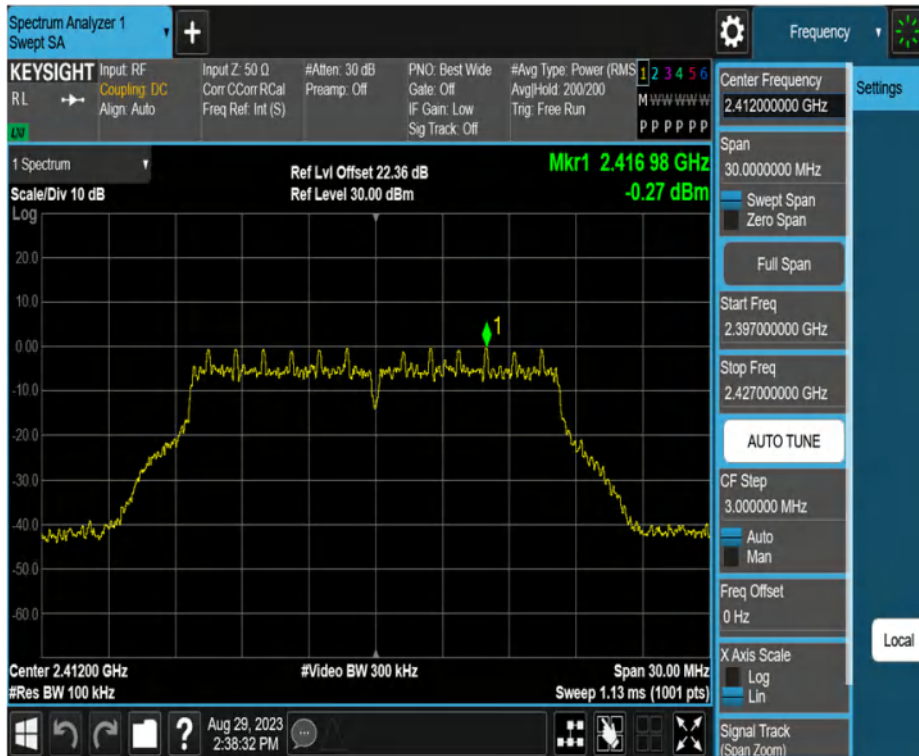 Spectrum Analyzer 1
Swept SA
+
Frequency
KEYSIGHT
RL
LXI
Input: RF
Coupling: DC
Align: Auto
Input Z: 50 Ω
Corr CCorr RCal
Freq Ref: Int (S)
#Atten: 30 dB
Preamp: Off
PNO: Best Wide
Gate: Off
IF Gain: Low
Sig Track: Off
#Avg Type: Power (RMS
Avg|Hold: 200/200
Trig: Free Run
1 2 3 4 5 6
M W W W W W
P P P P P P
1 Spectrum
Scale/Div 10 dB
Ref Lvl Offset 22.36 dB
Ref Level 30.00 dBm
Mkr1 2.416 98 GHz
-0.27 dBm
Log
20.0
10.0
0.00
-10.0
-20.0
-30.0
-40.0
-50.0
-60.0
1
Center 2.41200 GHz
#Res BW 100 kHz
#Video BW 300 kHz
Span 30.00 MHz
Sweep 1.13 ms (1001 pts)
?
Aug 29, 2023
2:38:32 PM
Center Frequency
2.412000000 GHz
Span
30.0000000 MHz
Swept Span
Zero Span
Full Span
Start Freq
2.397000000 GHz
Stop Freq
2.427000000 GHz
AUTO TUNE
CF Step
3.000000 MHz
Auto
Man
Freq Offset
0 Hz
X Axis Scale
Log
Lin
Signal Track
(Span Zoom)
Settings
Local